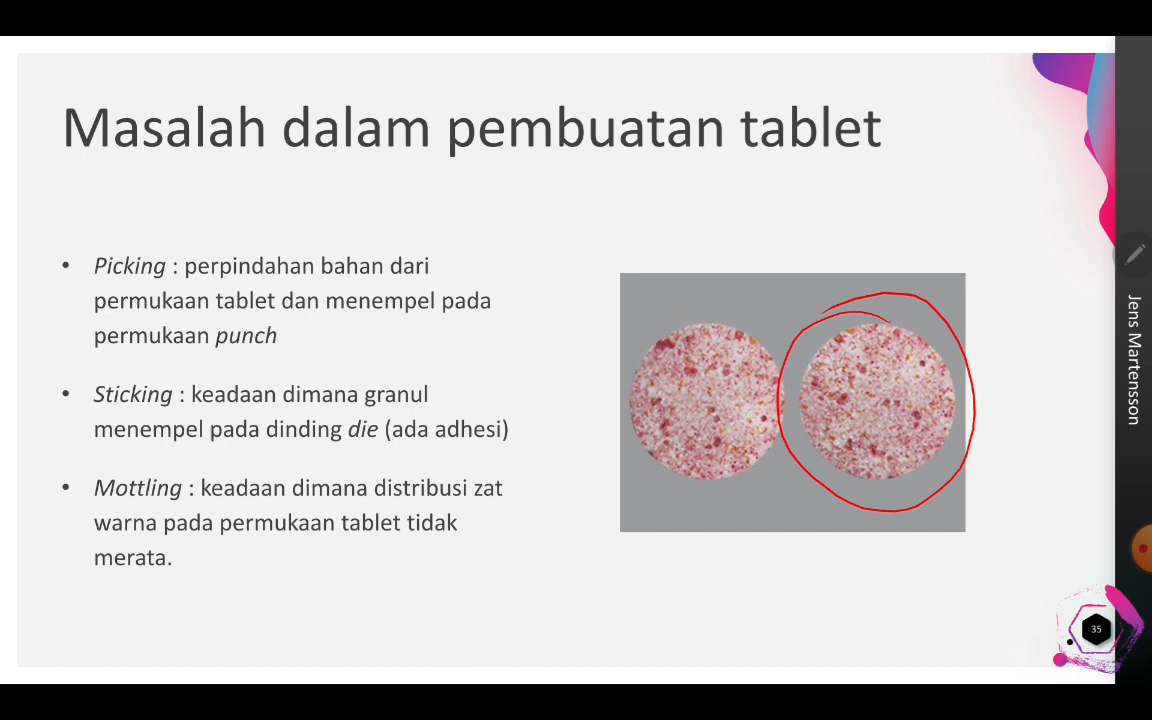 Masalah dalam pembuatan tablet
• Picking : perpindahan bahan dari
permukaan tablet dan menempel pada
permukaan punch
• Sticking : keadaan dimana granul
menempel pada dinding die (ada adhesi)
• Mottling : keadaan dimana distribusi zat
warna pada permukaan tablet tidak
merata.
Jens Martensson
35